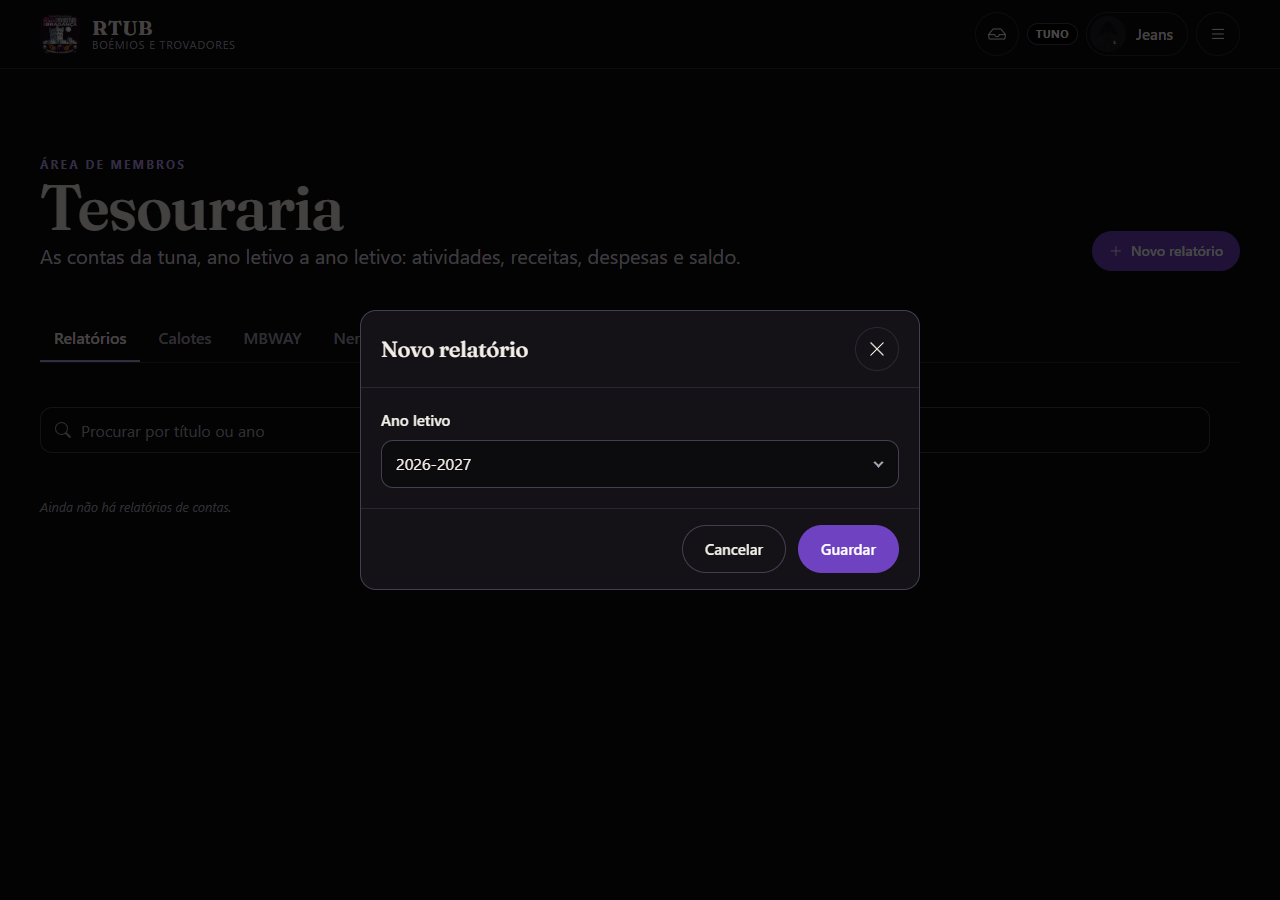 RTUB
BOÉMIOS E TROVADORES
TUNO
Jeans
ÁREA DE MEMBROS
Tesouraria
As contas da tuna, ano letivo a ano letivo: atividades, receitas, despesas e saldo.
Novo relatório
Relatórios
Calotes
MBWAY
Novo relatório
Ano letivo
2026-2027
Procurar por título ou ano
Ainda não há relatórios de contas.
Cancelar
Guardar